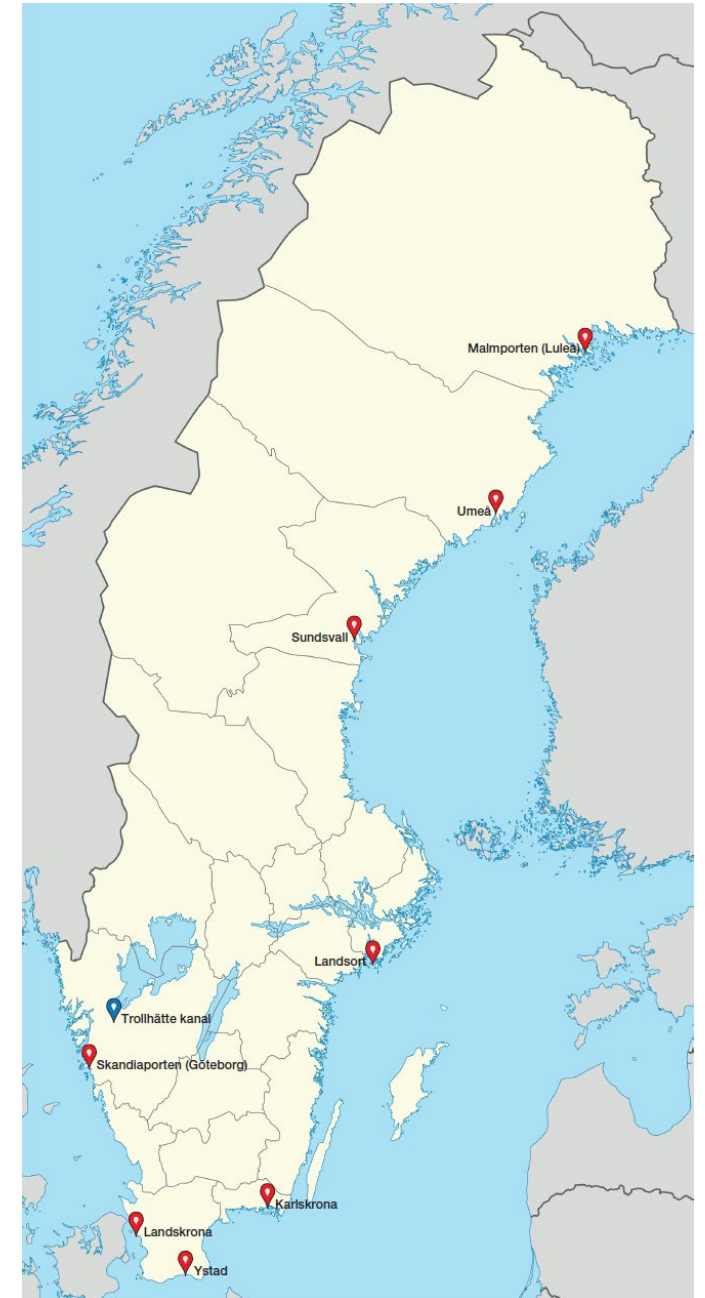 Malmporten (Luleå)
Umeå
Sundsvall
Landsort
Trollhätte kanal
Skandiaporten (Göteborg)
Karlskrona
Landskrona
Ystad